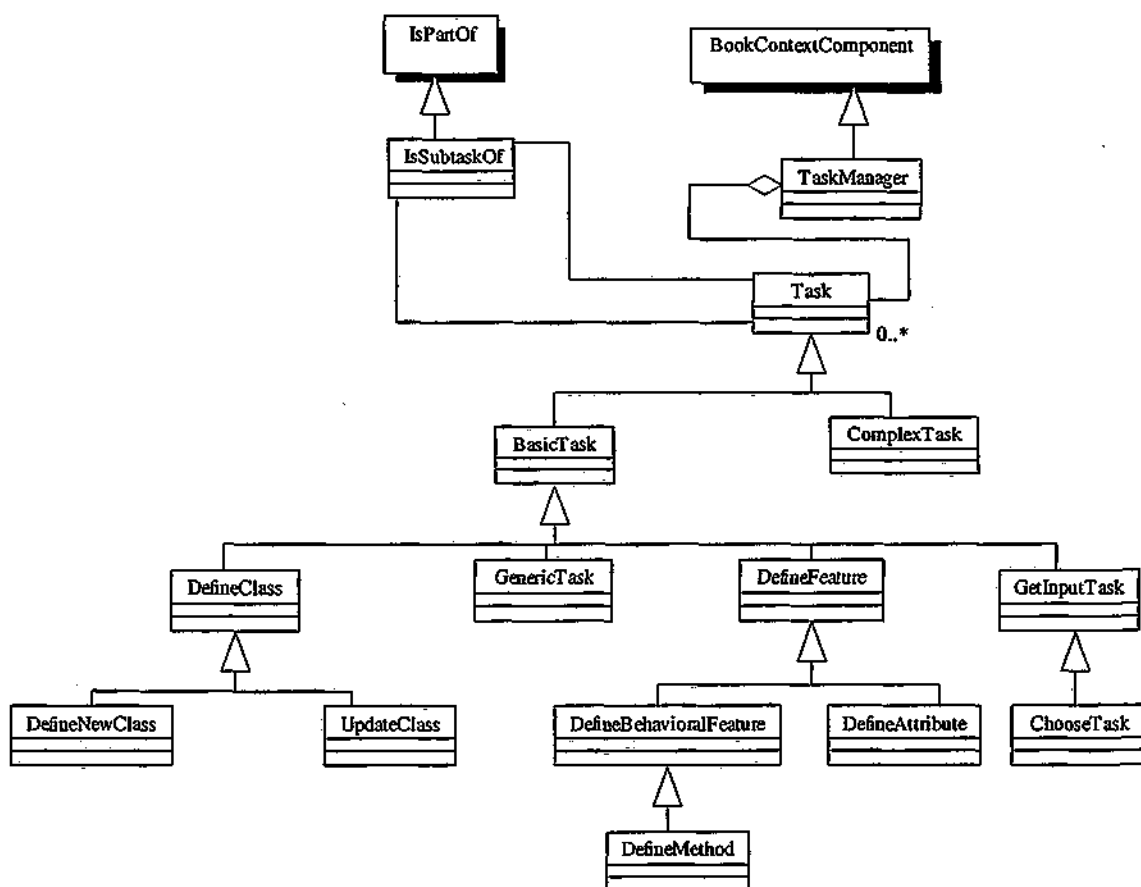 IsPartOf
BookContextComponent
IsSubtaskOf
TaskManager
Task
0..*
BasicTask
ComplexTask
DefineClass
GenericTask
DefineFeature
GetInputTask
DefineNewClass
UpdateClass
DefineBehavioralFeature
DefineAttribute
ChooseTask
DefineMethod